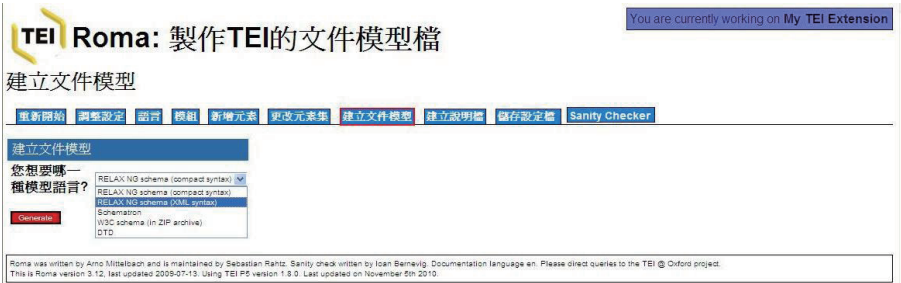 You are currently working on My TEI Extension
TEI Roma: 製作TEI的文件模型檔
建立文件模型
重新開始 調整設定 語言 模組 新增元素 更改元素集 建立文件模型 建立說明檔 儲存設定檔 Sanity Checker
建立文件模型
您想要哪一
種模型語言?
RELAX NG schema (compact syntax)
RELAX NG schema (compact syntax)
RELAX NG schema (XML syntax)
Schematron
W3C schema (in ZIP archive)
DTD
Generate
Roma was written by Arno Mittelbach and is maintained by Sebastian Rahtz. Sanity check written by Ioan Bernevig. Documentation language en. Please direct queries to the TEI @ Oxford project.
This is Roma version 3.12, last updated 2009-07-13. Using TEI P5 version 1.8.0. Last updated on November 5th 2010.